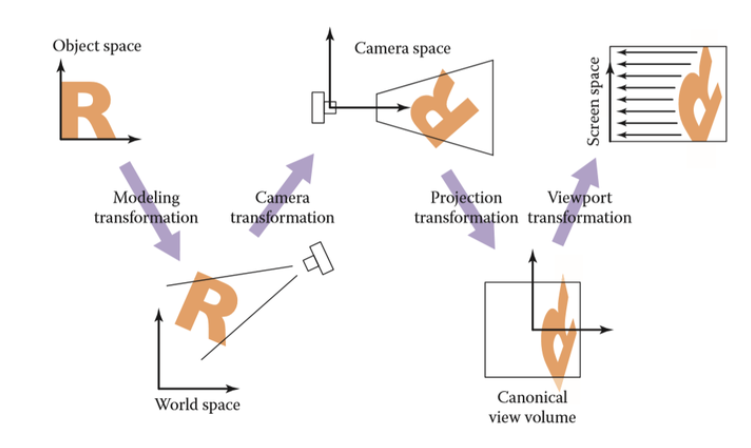 Object space
Camera space
Screen space
Modeling
transformation
Camera
transformation
Projection
transformation
Viewport
transformation
World space
Canonical
view volume
R
R
R
R
R